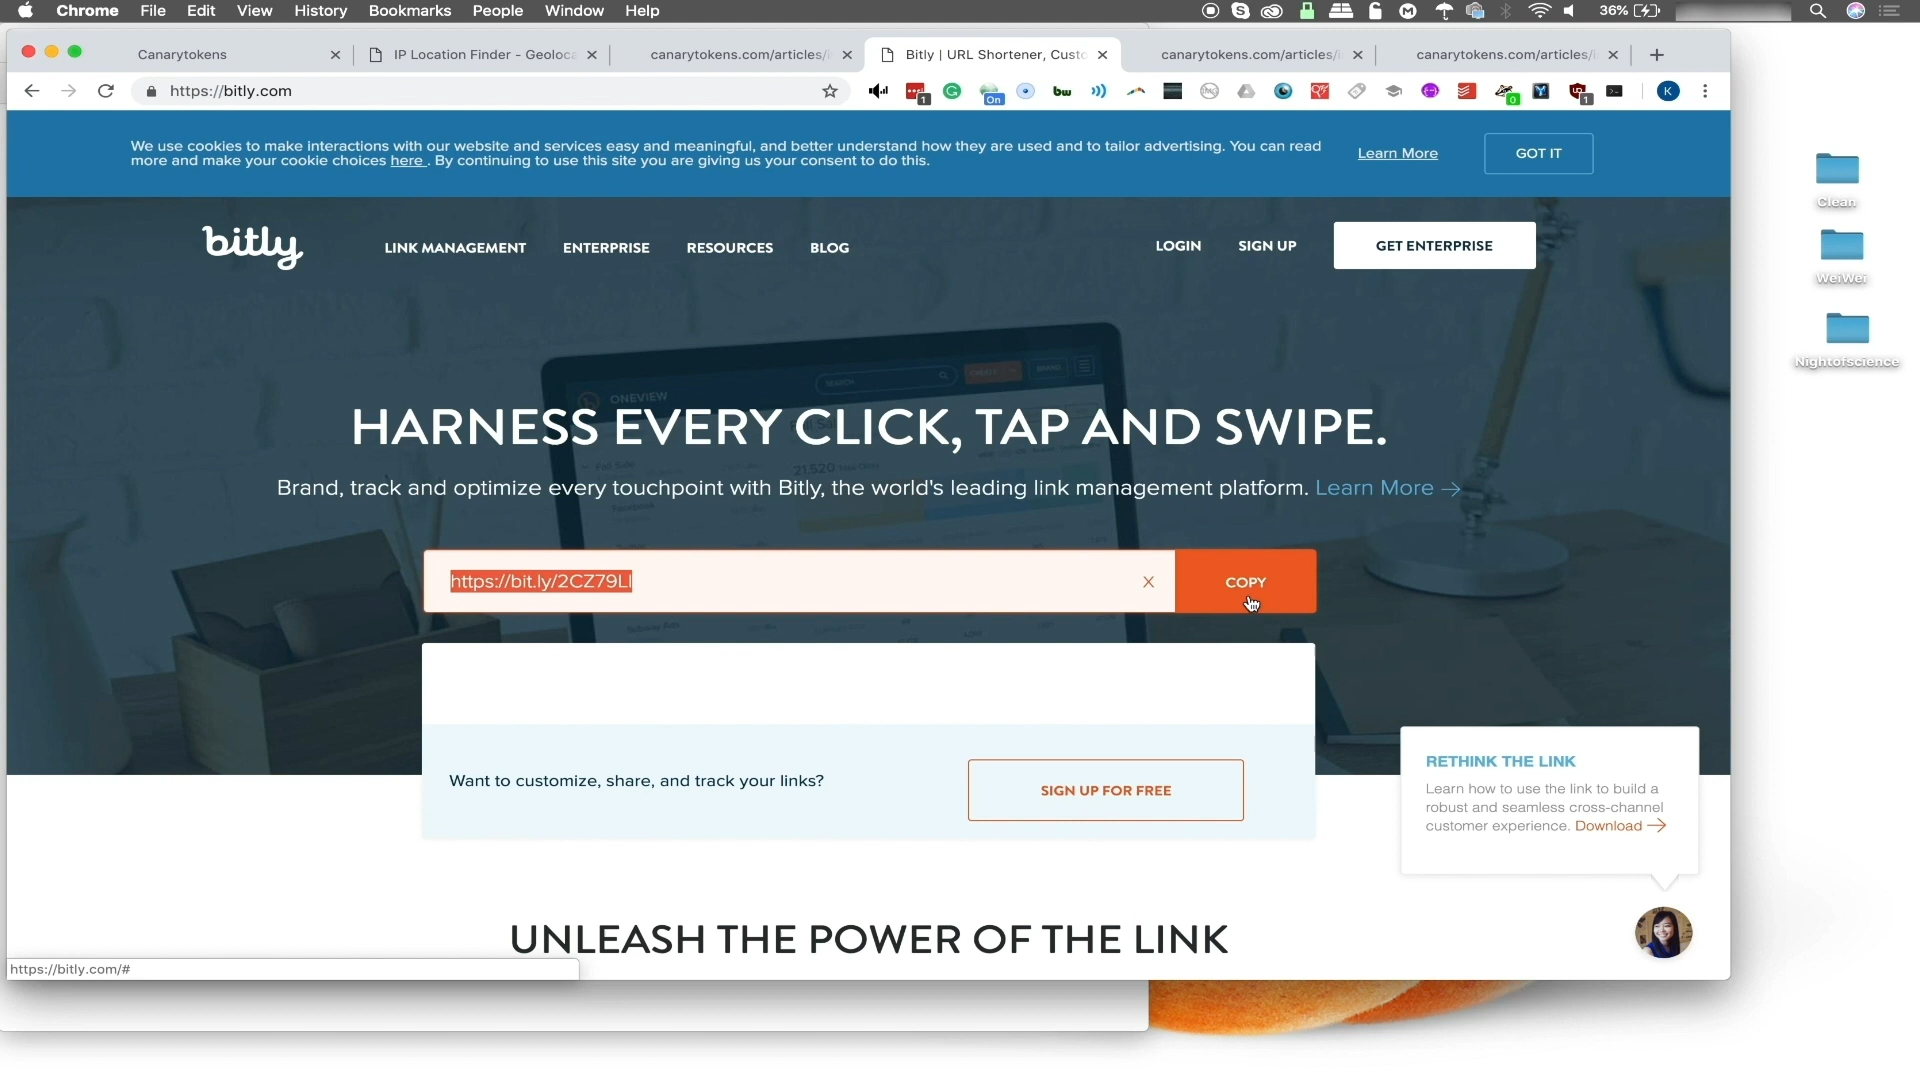 Chrome File Edit View History Bookmarks People Window Help
36%
Canarytokens
IP Location Finder - Geoloca
canarytokens.com/articles/i
Bitly | URL Shortener, Custo
canarytokens.com/articles/i
canarytokens.com/articles/i
https://bitly.com
We use cookies to make interactions with our website and services easy and meaningful, and better understand how they are used and to tailor advertising. You can read
more and make your cookie choices here . By continuing to use this site you are giving us your consent to do this.
Learn More
GOT IT
Clean
bitly
LINK MANAGEMENT
ENTERPRISE
RESOURCES
BLOG
LOGIN
SIGN UP
GET ENTERPRISE
WeiWei
Nightofscience
ONEVIEW
SEARCH
HARNESS EVERY CLICK, TAP AND SWIPE.
21,520
Brand, track and optimize every touchpoint with Bitly, the world's leading link management platform. Learn More →
Facebook
https://bit.ly/2CZ79LI
X
COPY
Want to customize, share, and track your links?
SIGN UP FOR FREE
RETHINK THE LINK
Learn how to use the link to build a
robust and seamless cross-channel
customer experience. Download →
UNLEASH THE POWER OF THE LINK
https://bitly.com/#